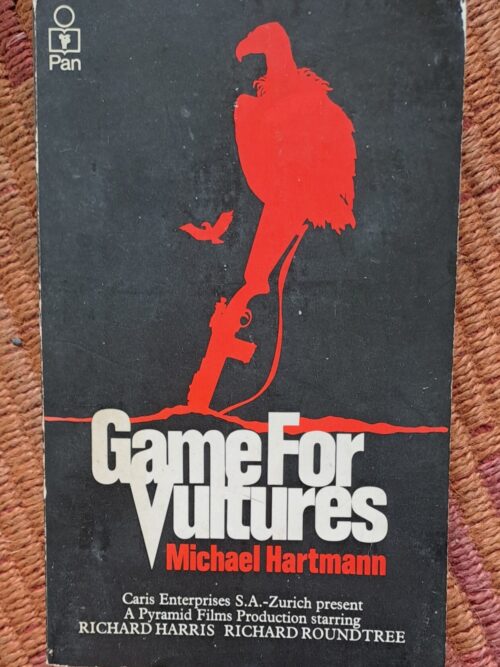 Pan
Game For
Vultures
Michael Hartmann
Caris Enterprises S.A.-Zurich present
A Pyramid Films Production starring
RICHARD HARRIS RICHARD ROUNDTREE